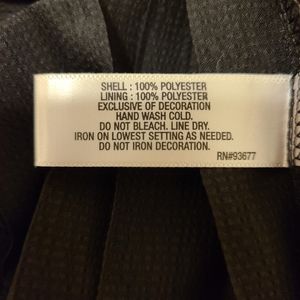 SHELL : 100% POLYESTER
LINING : 100% POLYESTER
EXCLUSIVE OF DECORATION
HAND WASH COLD.
DO NOT BLEACH. LINE DRY.
IRON ON LOWEST SETTING AS NEEDED.
DO NOT IRON DECORATION.
RN#93677